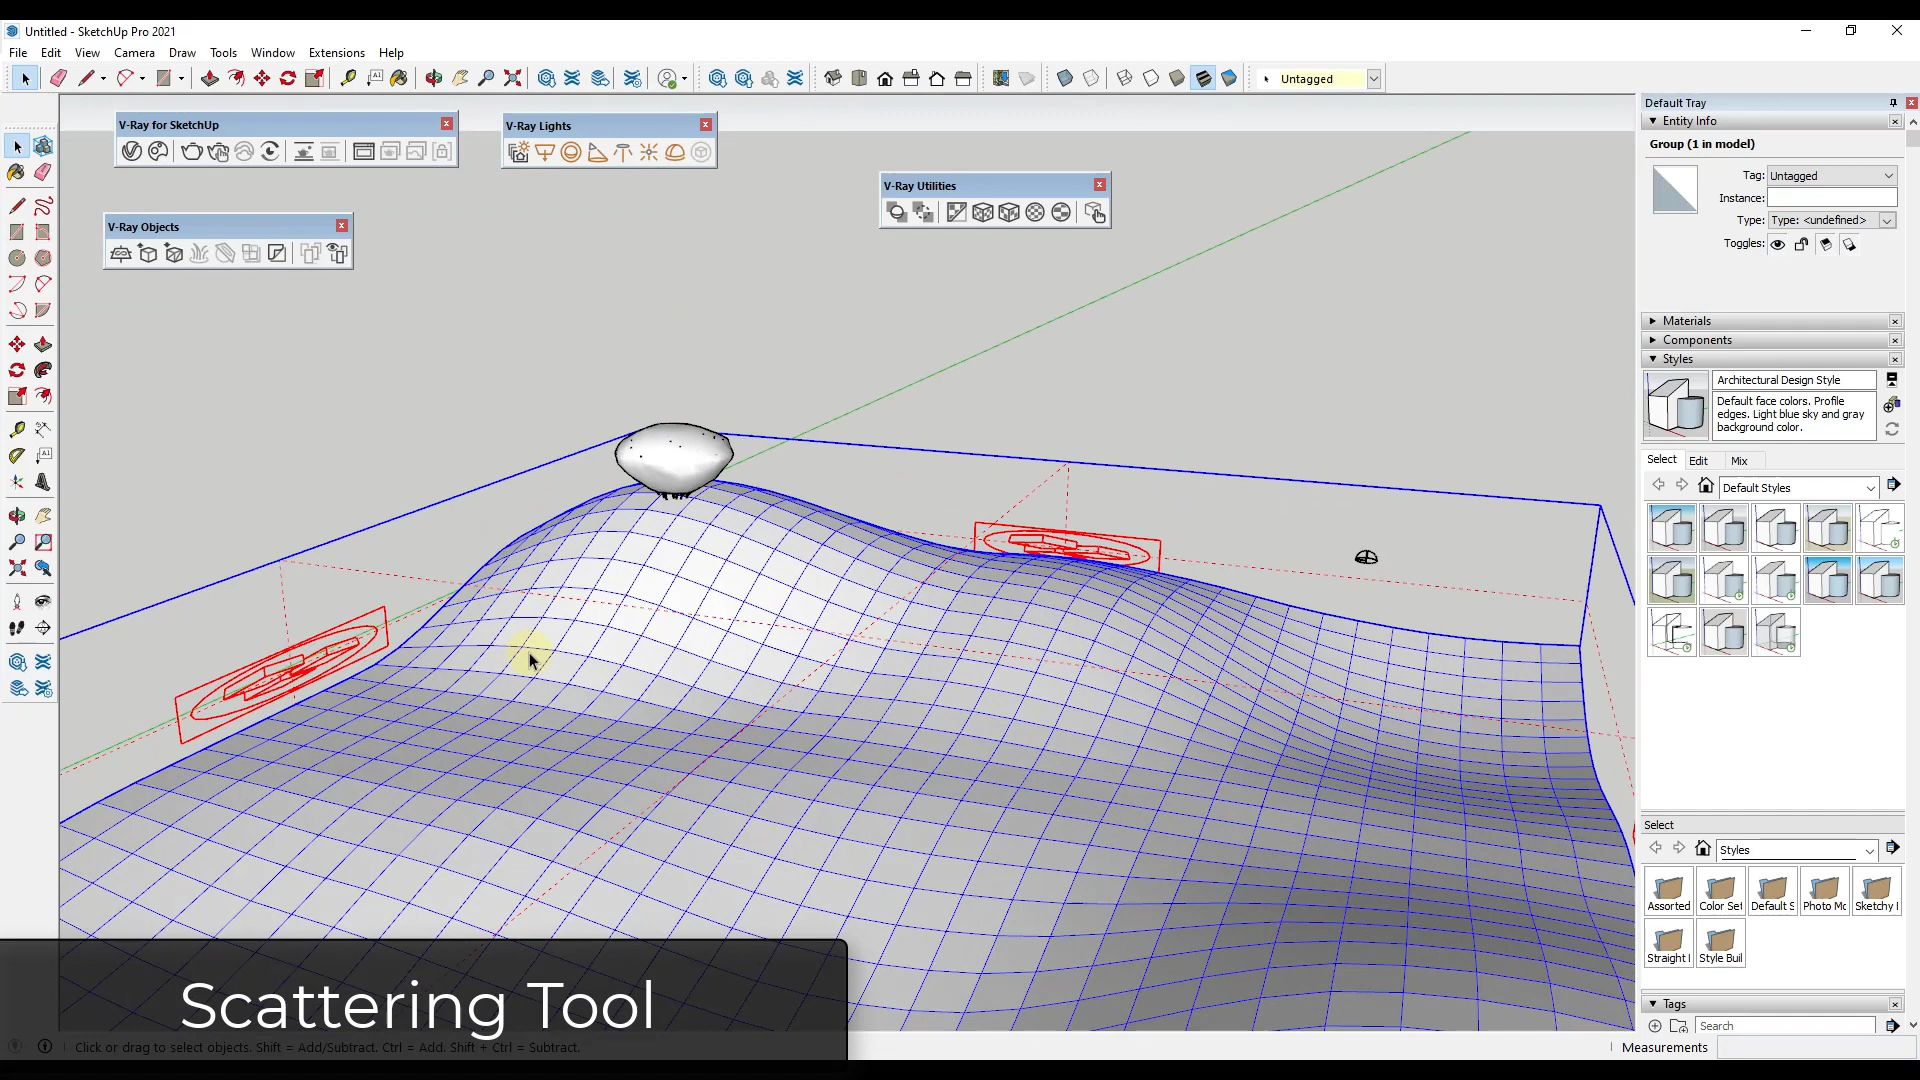 Untitled - SketchUp Pro 2021
File Edit View Camera Draw Tools Window Extensions Help
Untagged
V-Ray for SketchUp
V-Ray Lights
V-Ray Utilities
V-Ray Objects
Default Tray
Entity Info
Group (1 in model)
Tag: Untagged
Instance:
Type: Type: <undefined>
Toggles:
Materials
Components
Styles
Architectural Design Style
Default face colors. Profile
edges. Light blue sky and gray
background color.
Select Edit Mix
Default Styles
Select
Styles
Assorted Color Set Default S Photo Mc Sketchy I
Straight I Style Buil
Tags
Search
Scattering Tool
Click or drag to select objects. Shift = Add/Subtract. Ctrl = Add. Shift + Ctrl = Subtract.
Measurements